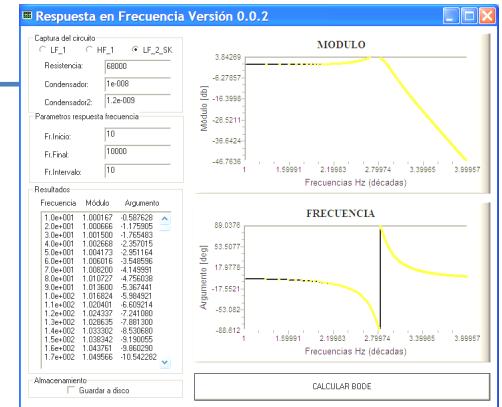 Respuesta en Frecuencia Versión 0.0.2
Captura del circuito
LF_1 HF_1 LF_2_SK
Resistencia: 68000
Condensador: 1e-008
Condensador2: 1.2e-009
Parametros respuesta frecuencia
Fr.Inicio: 10
Fr.Final: 10000
Fr.Intervalo: 10
Resultados
Frecuencia Módulo Argumento
1.0e+001 1.000167 -0.587628
2.0e+001 1.000666 -1.175905
3.0e+001 1.001500 -1.765483
4.0e+001 1.002668 -2.357015
5.0e+001 1.004173 -2.951164
6.0e+001 1.006016 -3.548596
7.0e+001 1.008200 -4.149991
8.0e+001 1.010727 -4.756038
9.0e+001 1.013600 -5.367441
1.0e+002 1.016824 -5.984921
1.1e+002 1.020401 -6.609214
1.2e+002 1.024337 -7.241080
1.3e+002 1.028635 -7.881300
1.4e+002 1.033302 -8.530680
1.5e+002 1.038342 -9.190055
1.6e+002 1.043761 -9.860290
1.7e+002 1.049566 -10.542282
Almacenamiento
Guardar a disco
MODULO
Módulo [db]
3.84269
-6.27857
-16.3998
-26.5211
-36.6424
-46.7636
1 1.59991 2.19983 2.79974 3.39965 3.99957
Frecuencias Hz (décadas)
FRECUENCIA
Argumento [deg]
89.0376
53.5077
17.9778
-17.5521
-53.082
-88.612
1 1.59991 2.19983 2.79974 3.39965 3.99957
Frecuencias Hz (décadas)
CALCULAR BODE